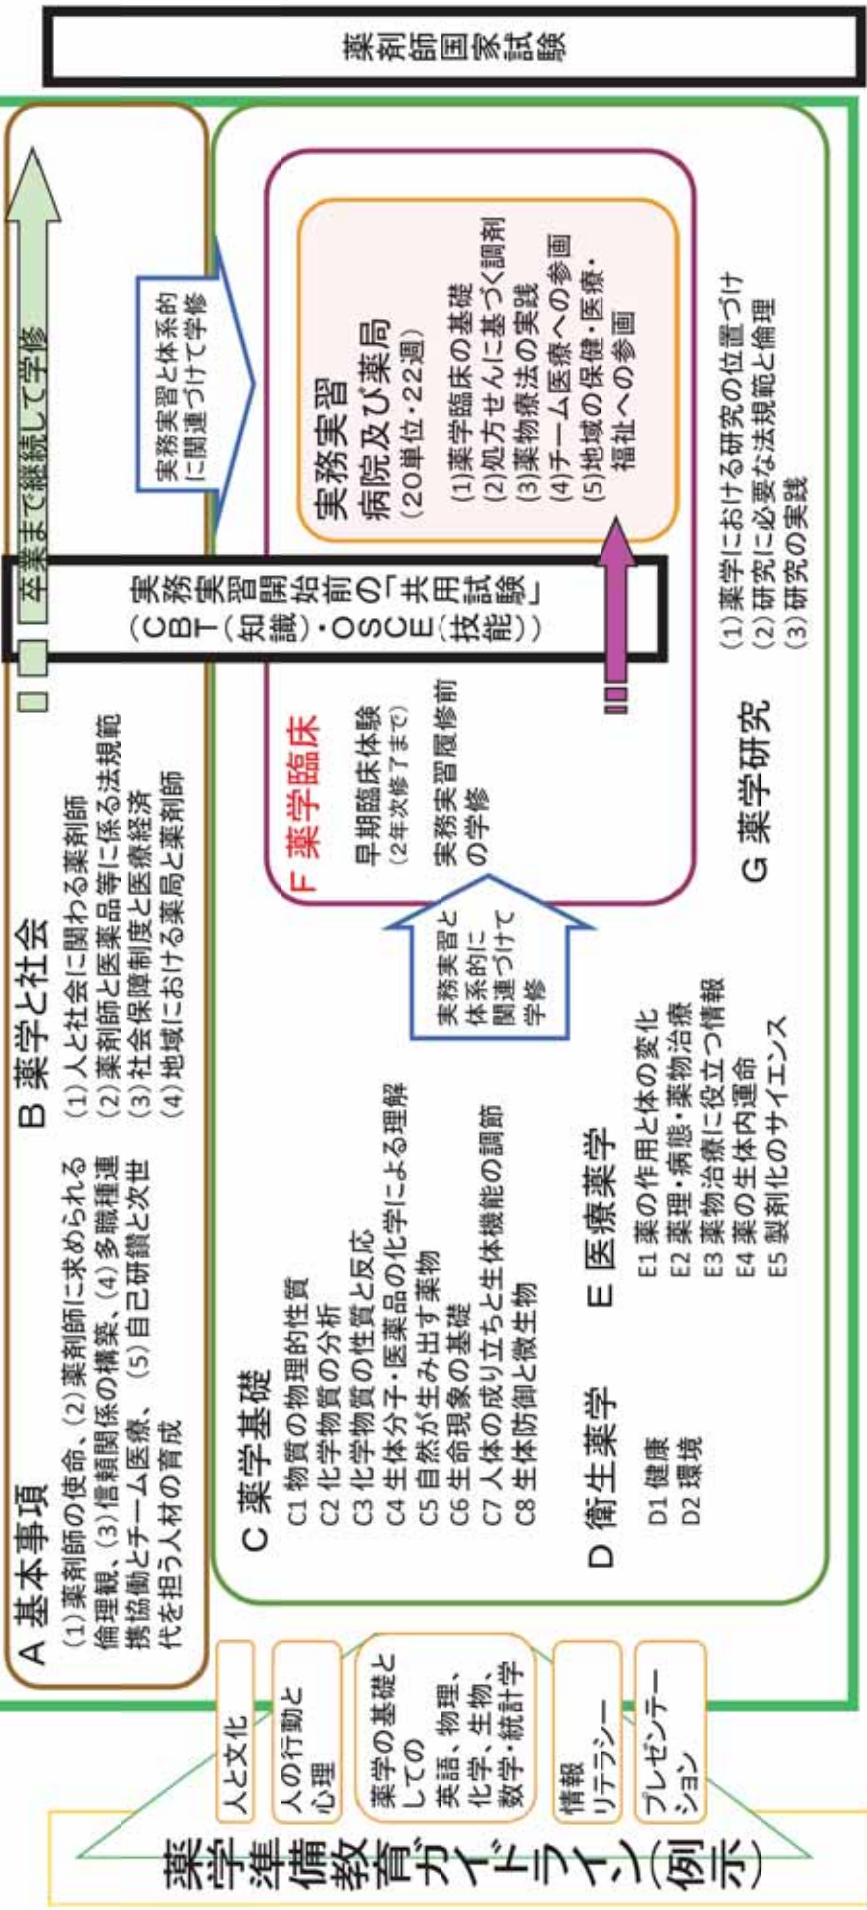 薬学準備教育ガイドライン(例示)
人と文化
人の行動と
心理
薬学の基礎と
しての
英語、物理、
化学、生物、
数学・統計学
情報
リテラシー
プレゼンテー
ション
A 基本事項
(1)薬剤師の使命、(2)薬剤師に求められる
倫理観、(3)信頼関係の構築、(4)多職種連
携協働とチーム医療、(5)自己研鑽と次世
代を担う人材の育成
B 薬学と社会
(1)人と社会に関わる薬剤師
(2)薬剤師と医薬品等に係る法規範
(3)社会保障制度と医療経済
(4)地域における薬局と薬剤師
卒業まで継続して学修
C 薬学基礎
C1 物質の物理的性質
C2 化学物質の分析
C3 化学物質の性質と反応
C4 生体分子・医薬品の化学による理解
C5 自然が生み出す薬物
C6 生命現象の基礎
C7 人体の成り立ちと生体機能の調節
C8 生体防御と微生物
D 衛生薬学
D1 健康
D2 環境
E 医療薬学
E1 薬の作用と体の変化
E2 薬理・病態・薬物治療
E3 薬物治療に役立つ情報
E4 薬の生体内運命
E5 製剤化のサイエンス
実務実習と
体系的に
関連づけて
学修
F 薬学臨床
早期臨床体験
(2年次修了まで)
実務実習履修前
の学修
実務実習開始前の「共用試験」
(CBT(知識)・OSCE(技能))
実務実習と体系的
に関連づけて学修
実務実習
病院及び薬局
(20単位・22週)
(1)薬学臨床の基礎
(2)処方せんに基づく調剤
(3)薬物療法の実践
(4)チーム医療への参画
(5)地域の保健・医療・
福祉への参画
G 薬学研究
(1)薬学における研究の位置づけ
(2)研究に必要な法規範と倫理
(3)研究の実践
薬剤師国家試験